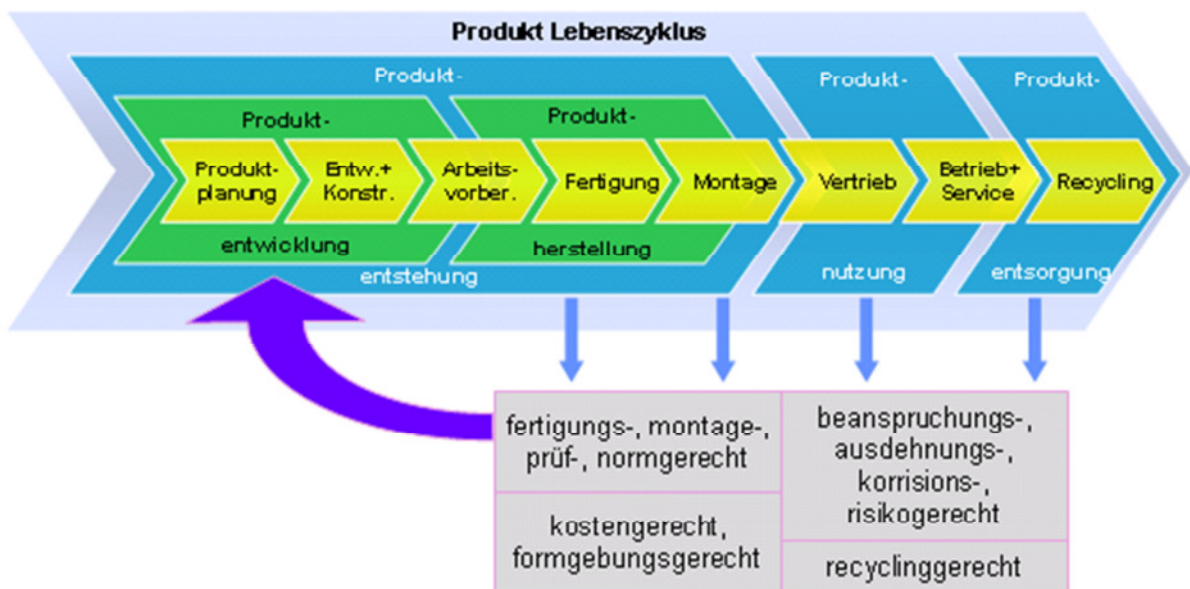 Produkt Lebenszyklus
Produkt-
Produkt-
Produkt-
Produkt-
Produkt-
Produkt-
planung
Entw.+
Konstr.
Arbeits-
vorber.
Fertigung
Montage
Vertrieb
Betrieb+
Service
Recycling
entwicklung
herstellung
entstehung
nutzung
entsorgung
fertigungs-, montage-,
prüf-, normgerecht
kostengerecht,
formgebungsgerecht
beanspruchungs-,
ausdehnungs-,
korrisions-,
risikogerecht
recyclinggerecht